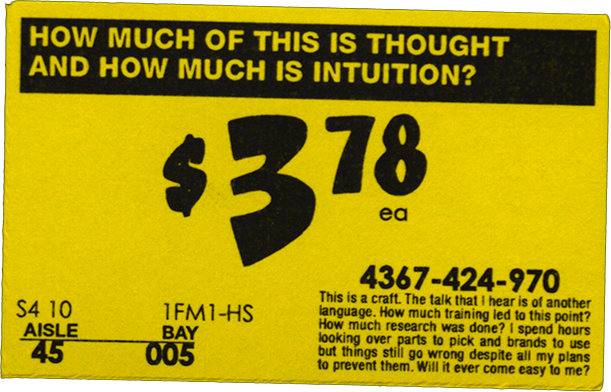 HOW MUCH OF THIS IS THOUGHT
AND HOW MUCH IS INTUITION?
$3 78
ea
4367-424-970
This is a craft. The talk that I hear is of another
language. How much training led to this point?
How much research was done? I spend hours
looking over parts to pick and brands to use
but things still go wrong despite all my plans
to prevent them. Will it ever come easy to me?
S4 10 1FM1-HS
AISLE BAY
45 005